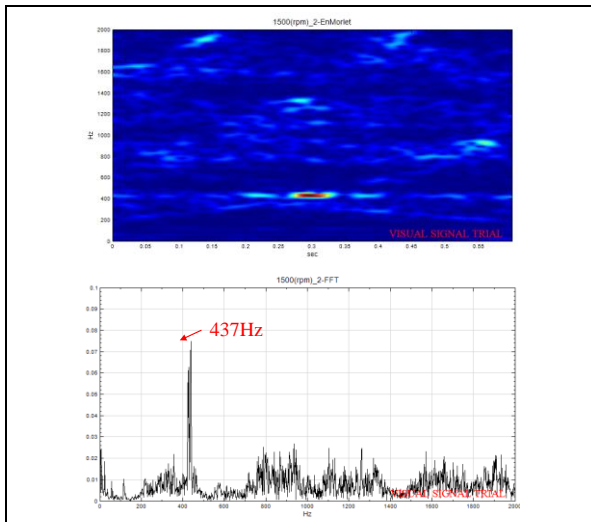 1500(rpm)_2-EnMorlet
2000
1800
1600
1400
1200
1000
800
600
400
200
0
Hz
VISUAL SIGNAL TRIAL
0 0.05 0.1 0.15 0.2 0.25 0.3 0.35 0.4 0.45 0.5 0.55
sec
1500(rpm)_2-FFT
0.1
0.09
0.08
437Hz
0.07
0.06
0.05
0.04
0.03
0.02
0.01
0
VISUAL SIGNAL TRIAL
0 200 400 600 800 1000 1200 1400 1600 1800 2000
Hz